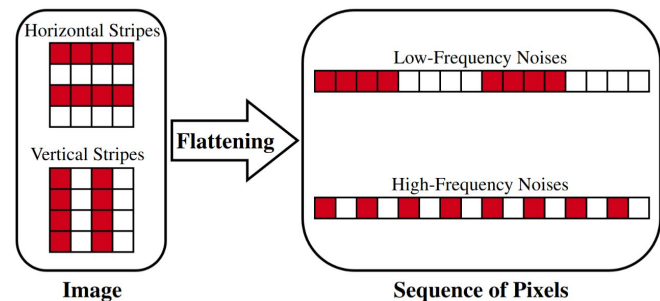 Horizontal Stripes
Vertical Stripes
Image
Flattening
Low-Frequency Noises
High-Frequency Noises
Sequence of Pixels